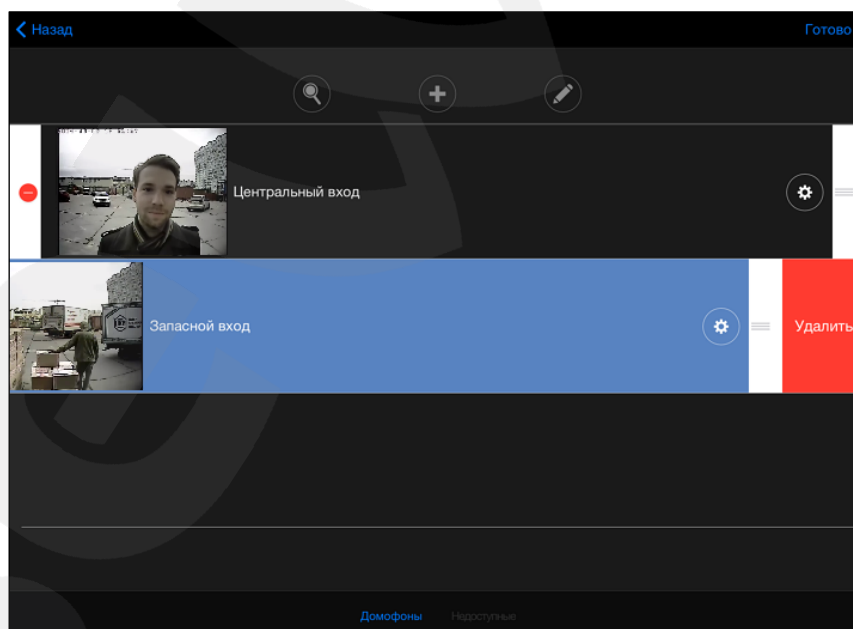 Назад
Готово
Центральный вход
Запасной вход
Удалить
Домофоны
Недоступные